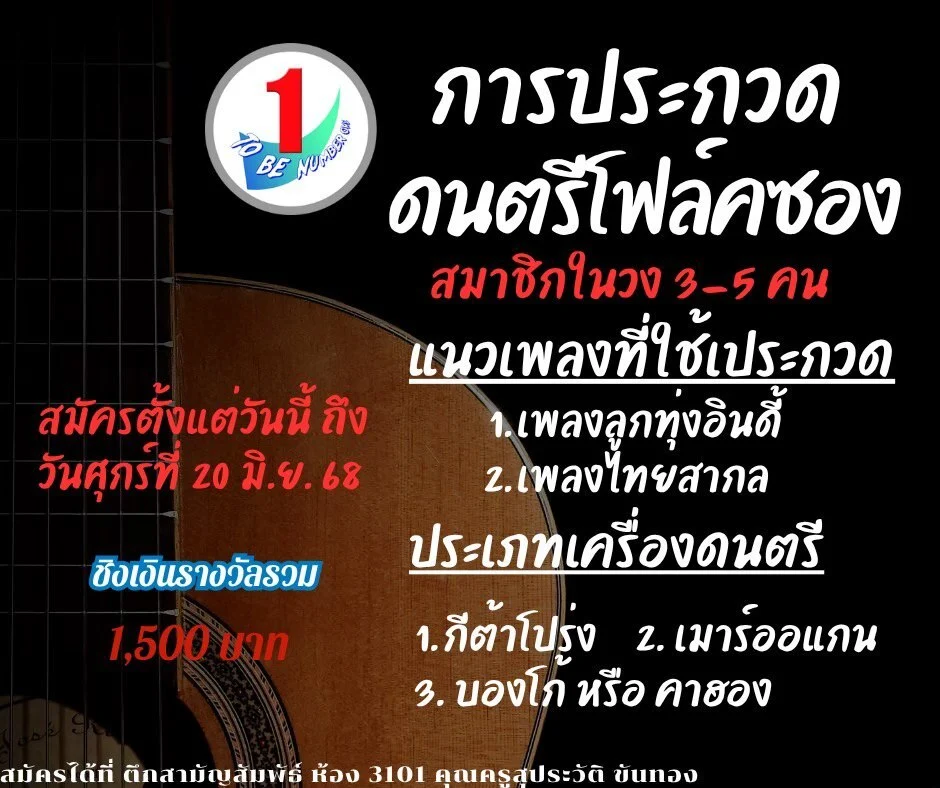 1
TO BE NUMBER ONE
การประกวด
ดนตรีโฟล์คซอง
สมาชิกในวง 3-5 คน
แนวเพลงที่ใช้เประกวด
1.เพลงลูกทุ่งอินดี้
2.เพลงไทยสากล
สมัครตั้งแต่วันนี้ ถึง
วันศุกร์ที่ 20 มิ.ย. 68
ชิงเงินรางวัลรวม
1,500 บาท
ประเภทเครื่องดนตรี
1.กีต้าโปร่ง 2. เมาร์ออแกน
3. บองโก้ หรือ คาฮอง
สมัครได้ที่ ตึกสามัญสัมพัธ์ ห้อง 3101 คุณครูสุประวัติ ขันทอง